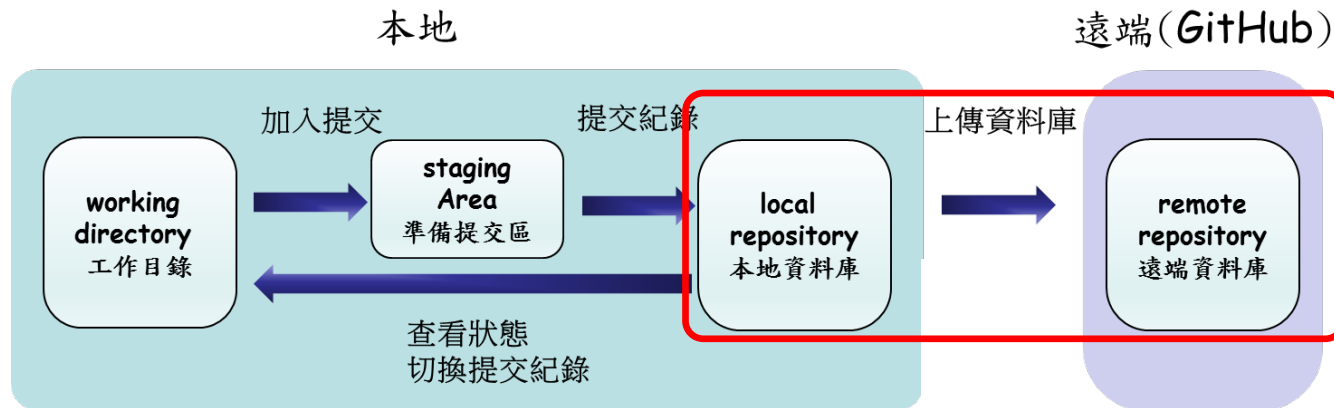 本地
遠端(GitHub)
加入提交
提交紀錄
上傳資料庫
working
directory
工作目錄
staging
Area
準備提交區
local
repository
本地資料庫
remote
repository
遠端資料庫
查看狀態
切換提交紀錄